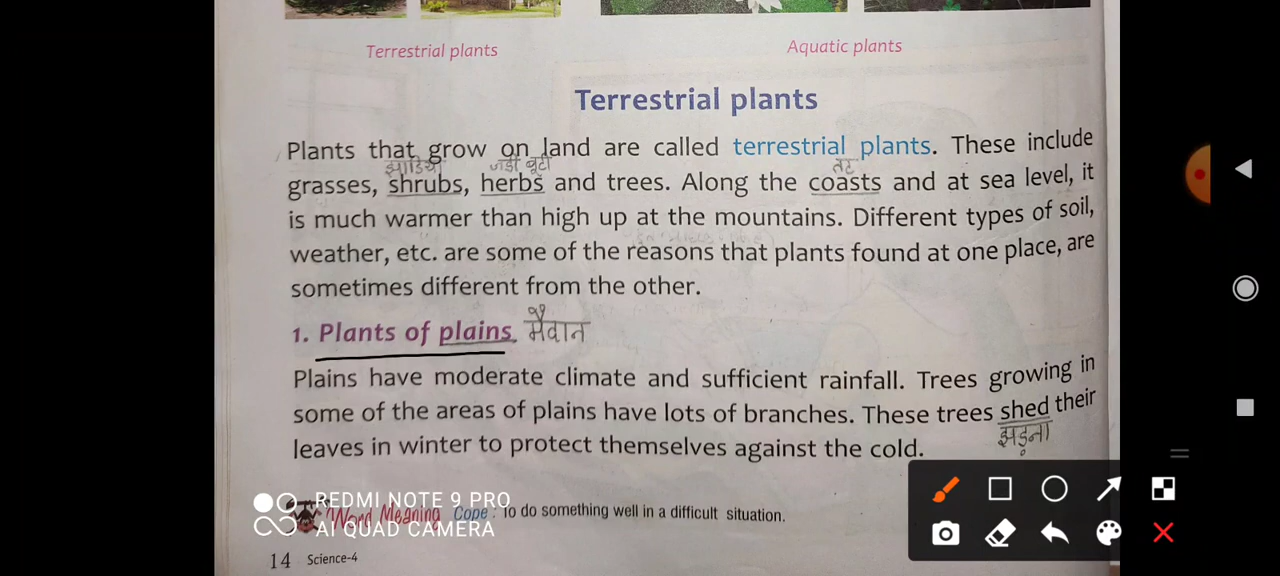 Terrestrial plants
Aquatic plants
Terrestrial plants
Plants that grow on land are called terrestrial plants. These include
झाडियाँ जडी बूटी तट
grasses, shrubs, herbs and trees. Along the coasts and at sea level, it
is much warmer than high up at the mountains. Different types of soil,
weather, etc. are some of the reasons that plants found at one place, are
sometimes different from the other.
1. Plants of plains मैदान
Plains have moderate climate and sufficient rainfall. Trees growing in
some of the areas of plains have lots of branches. These trees shed their
झड़ना
leaves in winter to protect themselves against the cold.
REDMI NOTE 9 PRO
AI QUAD CAMERA
Word Meaning Cope : To do something well in a difficult situation.
14 Science-4